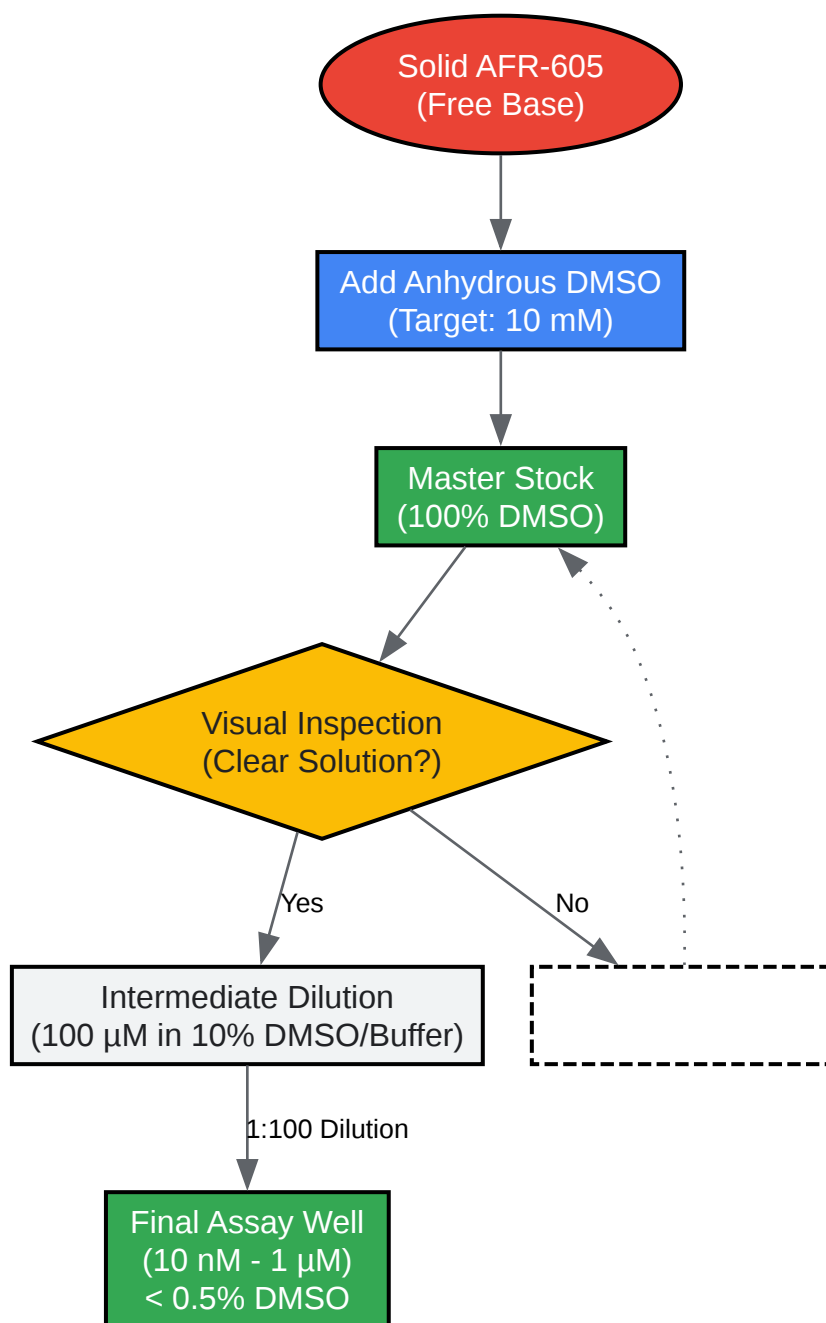 Solid AFR-605
(Free Base)
Add Anhydrous DMSO
(Target: 10 mM)
Master Stock
(100% DMSO)
Visual Inspection
(Clear Solution?)
Yes
No
Intermediate Dilution
(100 µM in 10% DMSO/Buffer)
1:100 Dilution
Final Assay Well
(10 nM - 1 µM)
< 0.5% DMSO